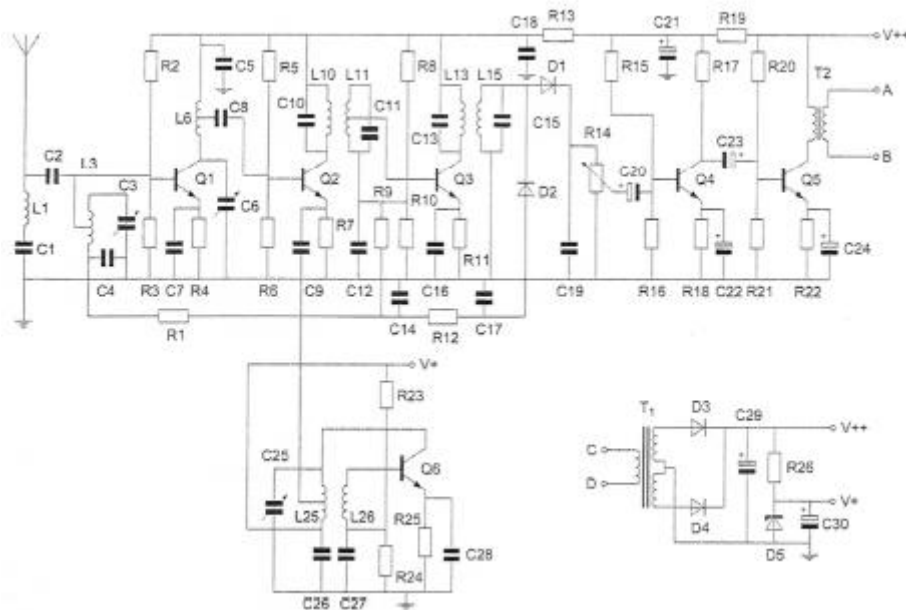 C18 R13 C21 R19
V++
R2 C5 R5 L10 L11 R8 L13 L15 D1 R15 R17 R20 T2
A
L6 C8 C10 C11 C13 C15 R14 C23
C2 L3 C20
B
C3 Q1 C6 Q2 R9 Q3 D2 Q4 Q5
L1 R7 R10
C1 R11 C24
C4 R3 C7 R4 R6 C9 C12 C16 C19 R16 R18 C22 R21 R22
R1 C14 R12 C17
V*
R23
T1 D3 C29
V++
C25 Q6 C
R26
D
V*
L25 L26 R25 D4 C30
C28 D5
R24
C26 C27